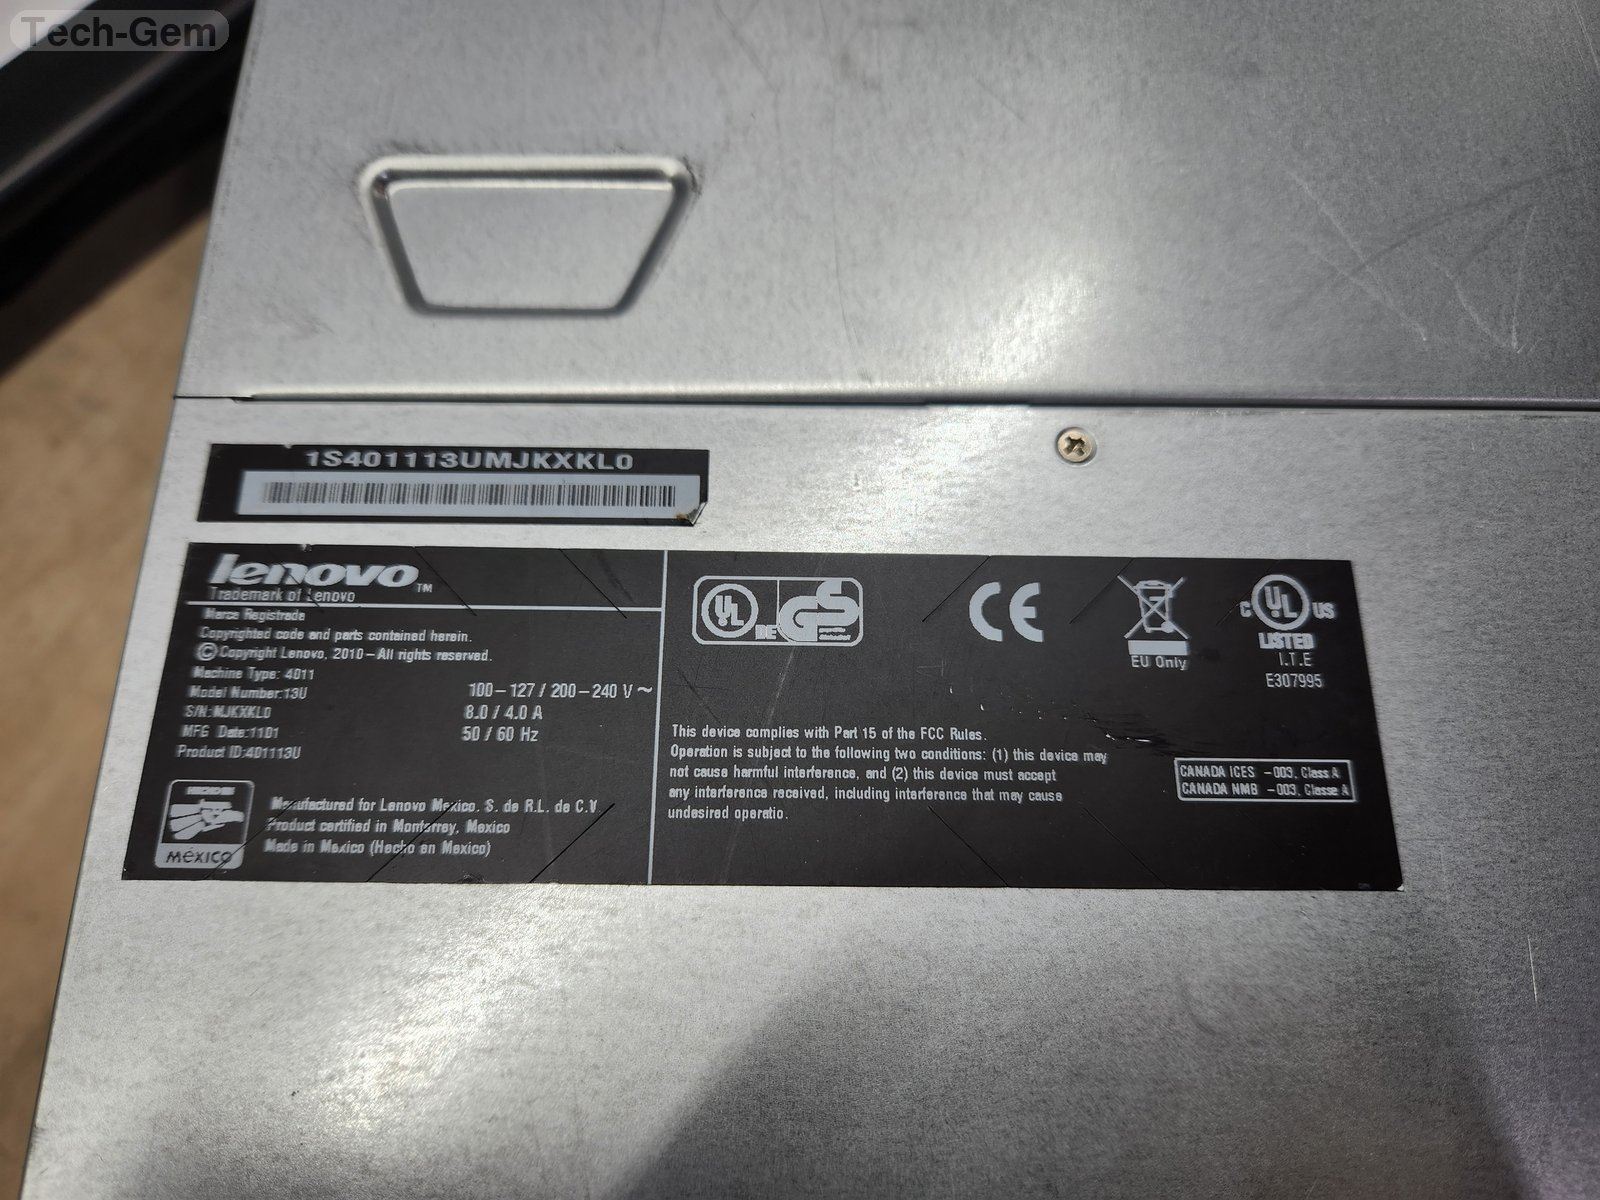 Tech-Gem
1S401113UMJKXKL0
lenovo™
Trademark of Lenovo
Marca Registrada
Copyrighted code and parts contained herein.
©Copyright Lenovo, 2010-All rights reserved.
Machine Type: 4011
Model Number:13U
S/N:MJKXKL0
MFG Date:1101
Product ID:401113U
100-127 / 200-240 V ~
8.0 / 4.0 A
50 / 60 Hz
HECHO EN
MÉXICO
Manufactured for Lenovo Mexico. S. de R.L. de C.V
Product certified in Monterrey, Mexico
Made in Mexico (Hecho en Mexico)
UL DE GS
CE
EU Only
C UL US
LISTED
I.T.E
E307995
This device complies with Part 15 of the FCC Rules.
Operation is subject to the following two conditions: (1) this device may
not cause harmful interference, and (2) this device must accept
any interference received, including interference that may cause
undesired operatio.
CANADA ICES -003, Class A
CANADA NMB -003, Classe A